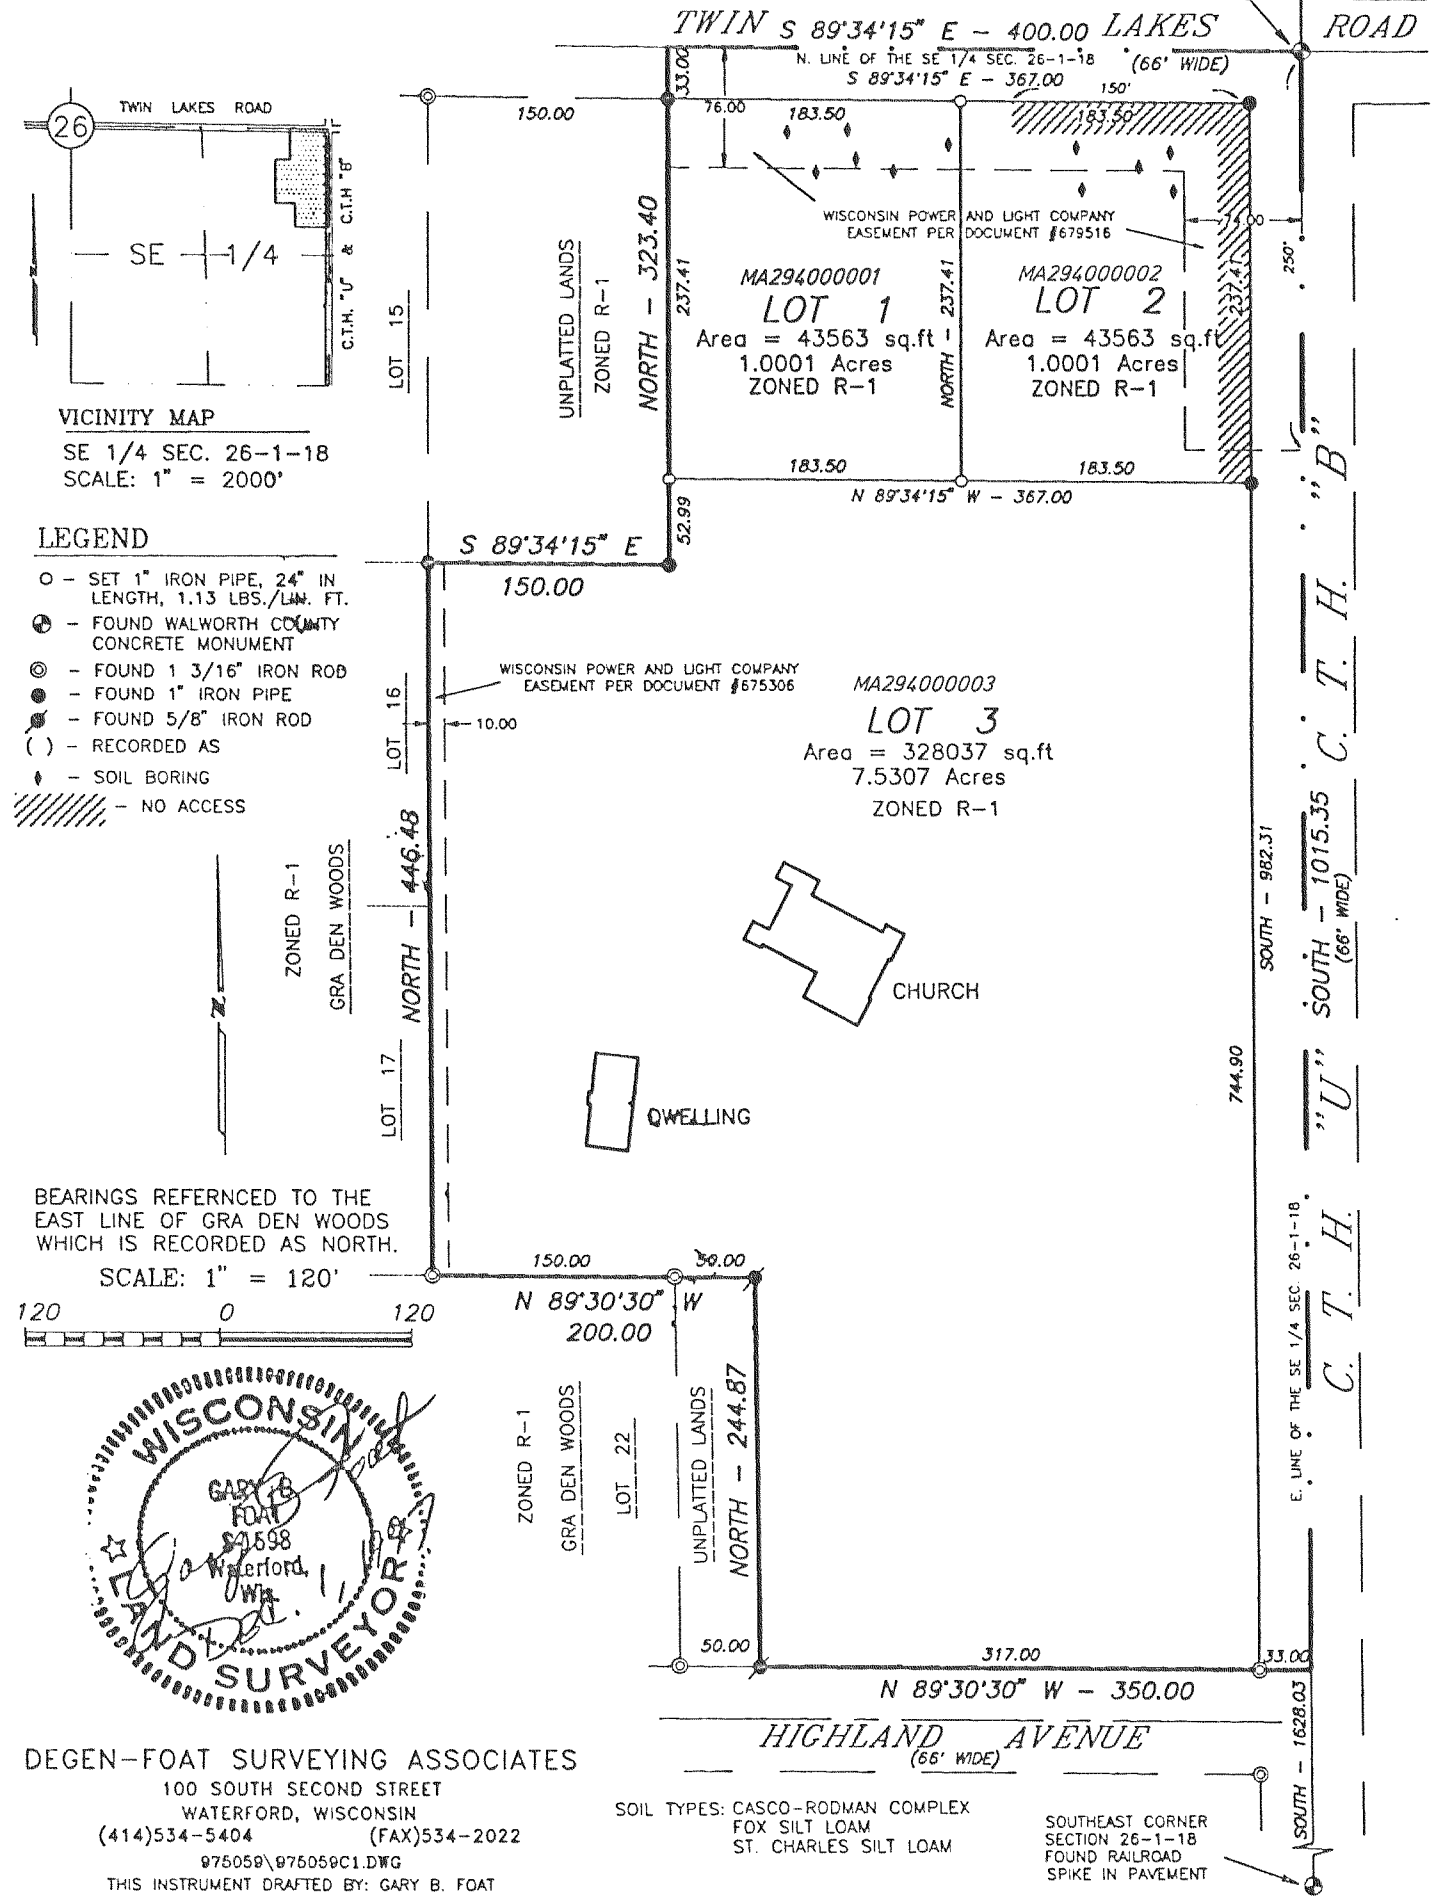 TWIN LAKES ROAD
S 89°34'15" E - 400.00
N. LINE OF THE SE 1/4 SEC. 26-1-18
(66' WIDE)
S 89°34'15" E - 367.00
33.00
150.00
76.00
183.50
150'
183.50
TWIN LAKES ROAD
26
SE 1/4
C.T.H. "U" & C.T.H "B"
VICINITY MAP
SE 1/4 SEC. 26-1-18
SCALE: 1" = 2000'
LOT 15
UNPLATTED LANDS
ZONED R-1
NORTH - 323.40
237.41
WISCONSIN POWER AND LIGHT COMPANY
EASEMENT PER DOCUMENT #679516
74.00
250'
MA294000001
LOT 1
Area = 43563 sq.ft
1.0001 Acres
ZONED R-1
NORTH - 237.41
MA294000002
LOT 2
Area = 43563 sq.ft
1.0001 Acres
ZONED R-1
237.41
183.50
183.50
N 89°34'15" W - 367.00
52.99
S 89°34'15" E
150.00
LEGEND
O - SET 1" IRON PIPE, 24" IN
LENGTH, 1.13 LBS./LIN. FT.
- FOUND WALWORTH COUNTY
CONCRETE MONUMENT
- FOUND 1 3/16" IRON ROD
- FOUND 1" IRON PIPE
- FOUND 5/8" IRON ROD
( ) - RECORDED AS
- SOIL BORING
- NO ACCESS
WISCONSIN POWER AND LIGHT COMPANY
EASEMENT PER DOCUMENT #675306
10.00
LOT 16
MA294000003
LOT 3
Area = 328037 sq.ft
7.5307 Acres
ZONED R-1
NORTH - 446.48
ZONED R-1
GRA DEN WOODS
LOT 17
CHURCH
DWELLING
SOUTH - 982.31
744.90
SOUTH - 1015.35
(66' WIDE)
C. T. H. "B"
C. T. H. "U"
E. LINE OF THE SE 1/4 SEC. 26-1-18
N
BEARINGS REFERNCED TO THE
EAST LINE OF GRA DEN WOODS
WHICH IS RECORDED AS NORTH.
SCALE: 1" = 120'
120 0 120
150.00
50.00
N 89°30'30" W
200.00
ZONED R-1
GRA DEN WOODS
LOT 22
UNPLATTED LANDS
NORTH - 244.87
50.00
317.00
33.00
N 89°30'30" W - 350.00
HIGHLAND AVENUE
(66' WIDE)
SOUTH - 1628.03
WISCONSIN
GARY B
FOAT
S-1598
Waterford,
Wis.
LAND SURVEYOR
DEGEN-FOAT SURVEYING ASSOCIATES
100 SOUTH SECOND STREET
WATERFORD, WISCONSIN
(414)534-5404 (FAX)534-2022
975059\975059C1.DWG
THIS INSTRUMENT DRAFTED BY: GARY B. FOAT
SOIL TYPES: CASCO-RODMAN COMPLEX
FOX SILT LOAM
ST. CHARLES SILT LOAM
SOUTHEAST CORNER
SECTION 26-1-18
FOUND RAILROAD
SPIKE IN PAVEMENT